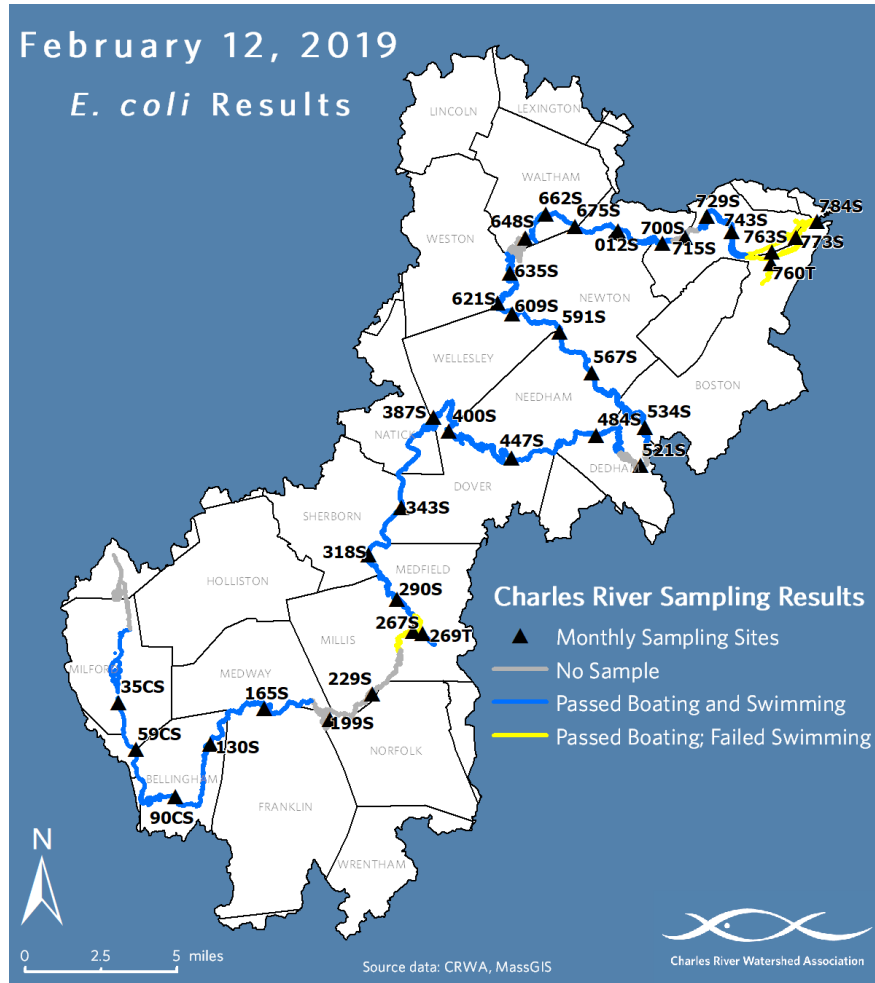 February 12, 2019
E. coli Results
LINCOLN
LEXINGTON
WALTHAM
662S
675S
729S
784S
648S
012S
700S
743S
763S
773S
715S
WESTON
760T
635S
621S
609S
NEWTON
591S
WELLESLEY
567S
BOSTON
NEEDHAM
387S
400S
484S
534S
NATICK
447S
521S
DEDHAM
DOVER
343S
SHERBORN
318S
MEDFIELD
HOLLISTON
290S
267S
269T
MILLIS
MILFORD
MEDWAY
35CS
165S
229S
59CS
199S
130S
NORFOLK
BELLINGHAM
90CS
FRANKLIN
WRENTHAM
Charles River Sampling Results
Monthly Sampling Sites
No Sample
Passed Boating and Swimming
Passed Boating; Failed Swimming
N
0 2.5 5 miles
Source data: CRWA, MassGIS
Charles River Watershed Association